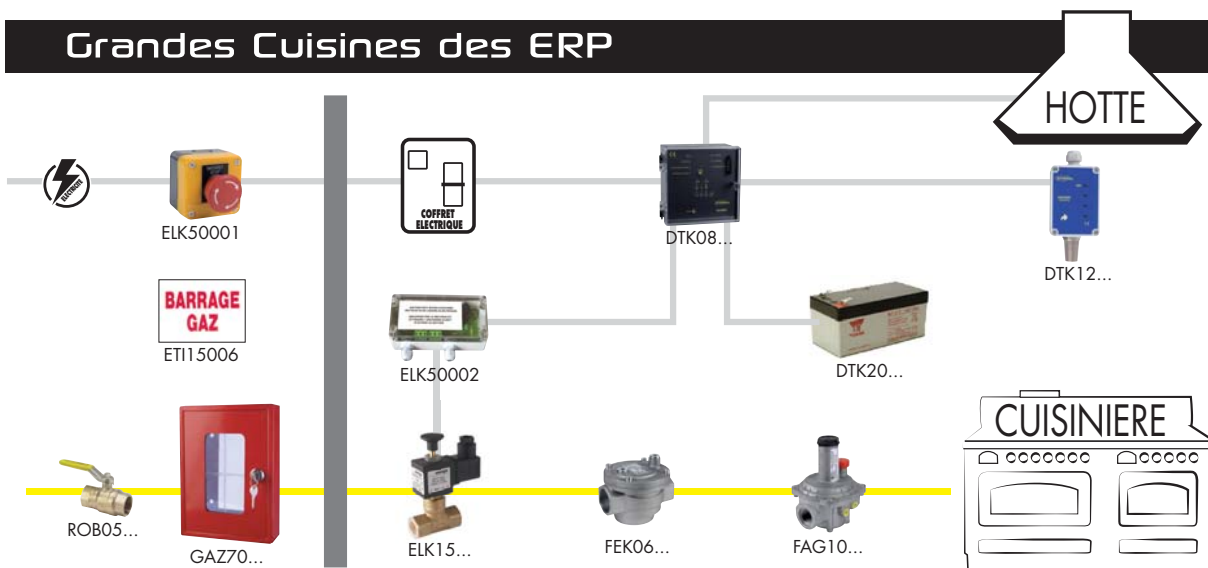 Grandes Cuisines des ERP
HOTTE
ELECTRICITE
ELK50001
COFFRET
ELECTRIQUE
DTK08...
DTK12...
BARRAGE
GAZ
ETI15006
ELK50002
DTK20...
CUISINIERE
ROB05...
GAZ70...
ELK15...
FEK06...
FAG10...